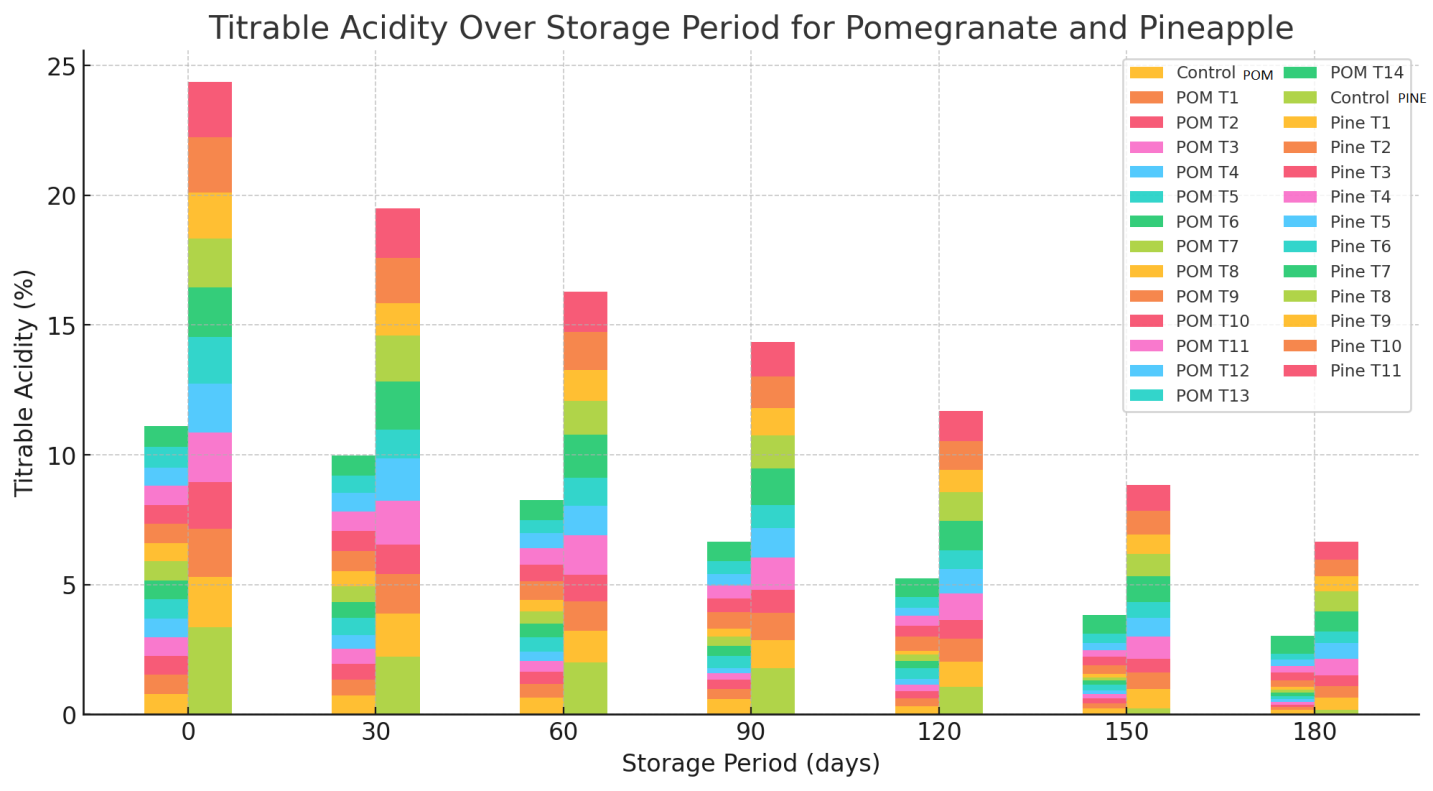 Titrable Acidity Over Storage Period for Pomegranate and Pineapple
Titrable Acidity (%)
25
20
15
10
5
0
0 30 60 90 120 150 180
Storage Period (days)
Control POM
POM T1
POM T2
POM T3
POM T4
POM T5
POM T6
POM T7
POM T8
POM T9
POM T10
POM T11
POM T12
POM T13
POM T14
Control PINE
Pine T1
Pine T2
Pine T3
Pine T4
Pine T5
Pine T6
Pine T7
Pine T8
Pine T9
Pine T10
Pine T11